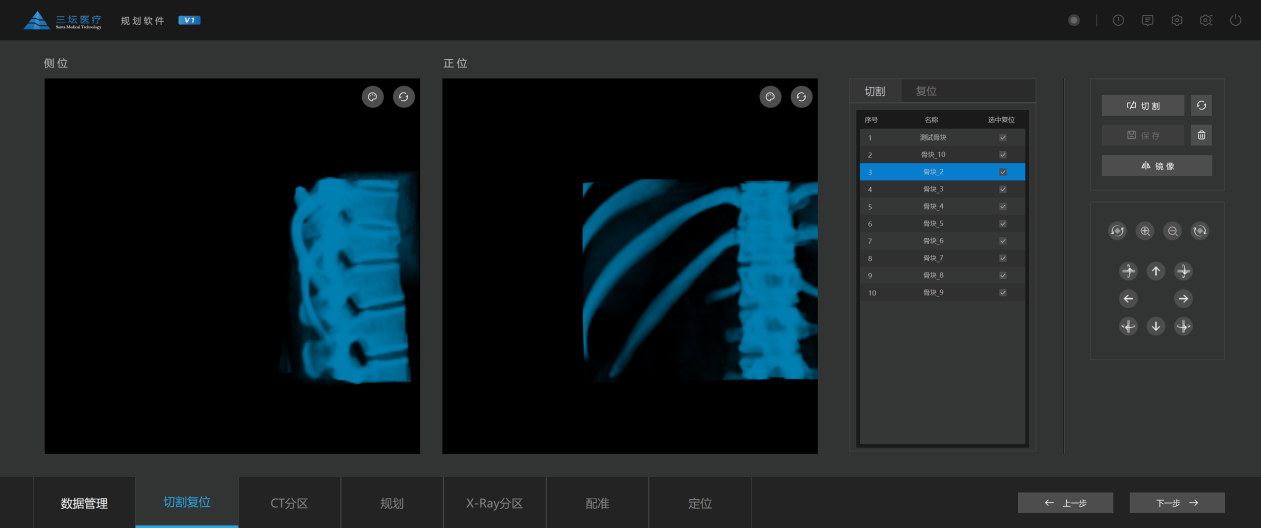 三坛医疗
Santa Medical Technology
规划软件
V1
侧位
正位
切割 复位
序号 名称 选中复位
1 测试骨块
2 骨块_10
3 骨块_2
4 骨块_3
5 骨块_4
6 骨块_5
7 骨块_6
8 骨块_7
9 骨块_8
10 骨块_9
切割
保存
镜像
数据管理 切割复位 CT分区 规划 X-Ray分区 配准 定位
上一步 下一步